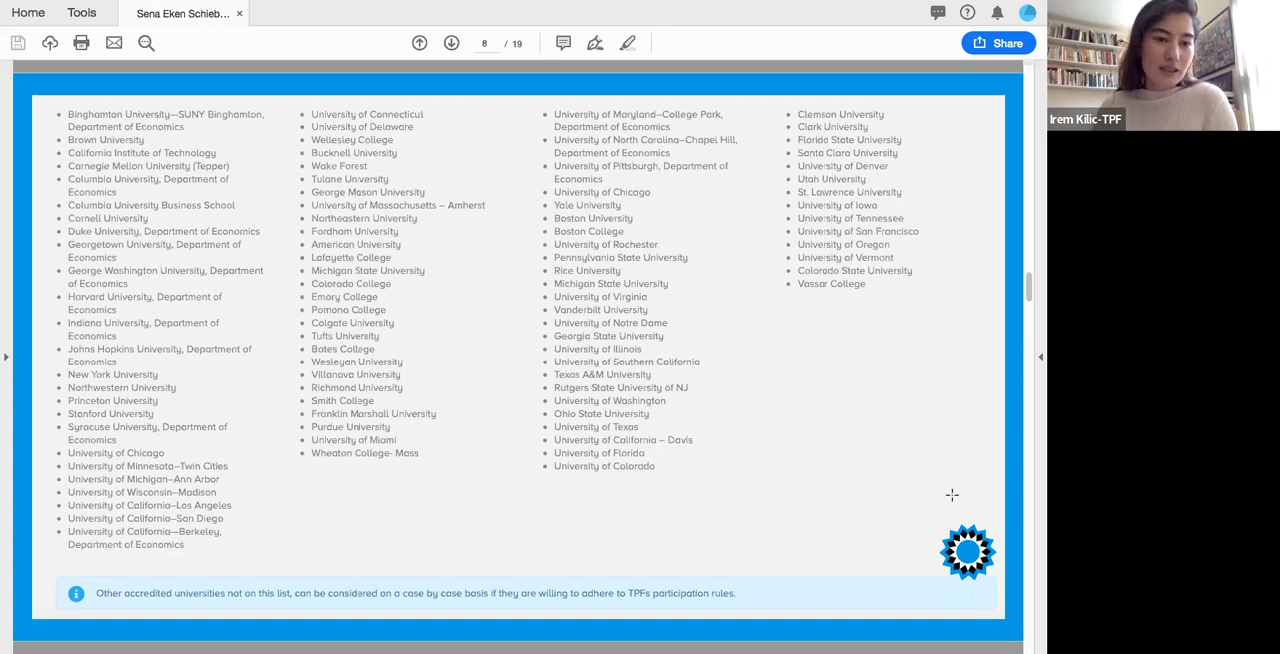 Home
Tools
Sena Eken Schieb...
×
8 / 19
Share
Irem Kilic-TPF
Binghamton University—SUNY Binghamton,
Department of Economics
Brown University
California Institute of Technology
Carnegie Mellon University (Tepper)
Columbia University, Department of
Economics
Columbia University Business School
Cornell University
Duke University, Department of Economics
Georgetown University, Department of
Economics
George Washington University, Department
of Economics
Harvard University, Department of
Economics
Indiana University, Department of
Economics
Johns Hopkins University, Department of
Economics
New York University
Northwestern University
Princeton University
Stanford University
Syracuse University, Department of
Economics
University of Chicago
University of Minnesota–Twin Cities
University of Michigan–Ann Arbor
University of Wisconsin–Madison
University of California–Los Angeles
University of California–San Diego
University of California—Berkeley,
Department of Economics
University of Connecticut
University of Delaware
Wellesley College
Bucknell University
Wake Forest
Tulane University
George Mason University
University of Massachusetts – Amherst
Northeastern University
Fordham University
American University
Lafayette College
Michigan State University
Colorado College
Emory College
Pomona College
Colgate University
Tufts University
Bates College
Wesleyan University
Villanova University
Richmond University
Smith College
Franklin Marshall University
Purdue University
University of Miami
Wheaton College- Mass
University of Maryland–College Park,
Department of Economics
University of North Carolina–Chapel Hill,
Department of Economics
University of Pittsburgh, Department of
Economics
University of Chicago
Yale University
Boston University
Boston College
University of Rochester
Pennsylvania State University
Rice University
Michigan State University
University of Virginia
Vanderbilt University
University of Notre Dame
Georgia State University
University of Illinois
University of Southern California
Texas A&M University
Rutgers State University of NJ
University of Washington
Ohio State University
University of Texas
University of California – Davis
University of Florida
University of Colorado
Clemson University
Clark University
Florida State University
Santa Clara University
University of Denver
Utah University
St. Lawrence University
University of Iowa
University of Tennessee
University of San Francisco
University of Oregon
University of Vermont
Colorado State University
Vassar College
Other accredited universities not on this list, can be considered on a case by case basis if they are willing to adhere to TPFs participation rules.